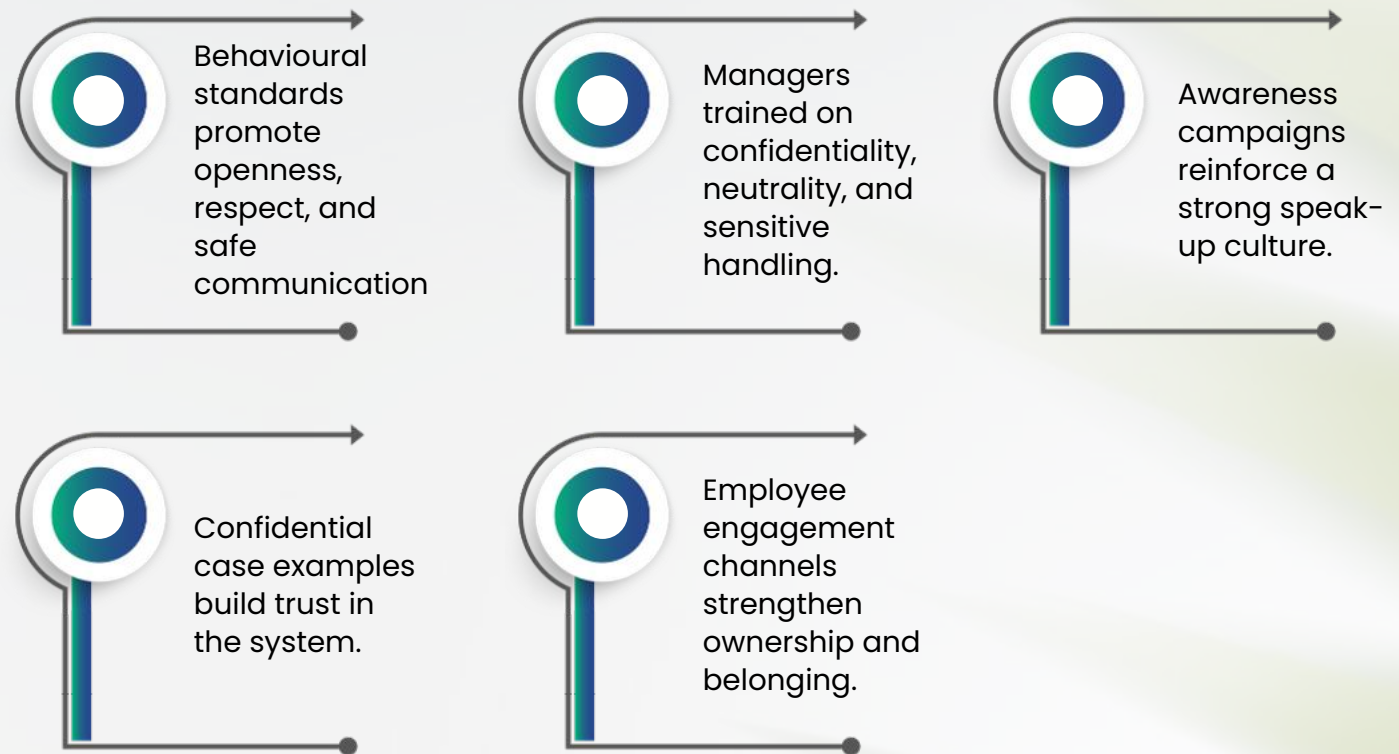 Behavioural
standards
promote
openness,
respect, and
safe
communication
Managers
trained on
confidentiality,
neutrality, and
sensitive
handling.
Awareness
campaigns
reinforce a
strong speak-
up culture.
Confidential
case examples
build trust in
the system.
Employee
engagement
channels
strengthen
ownership and
belonging.